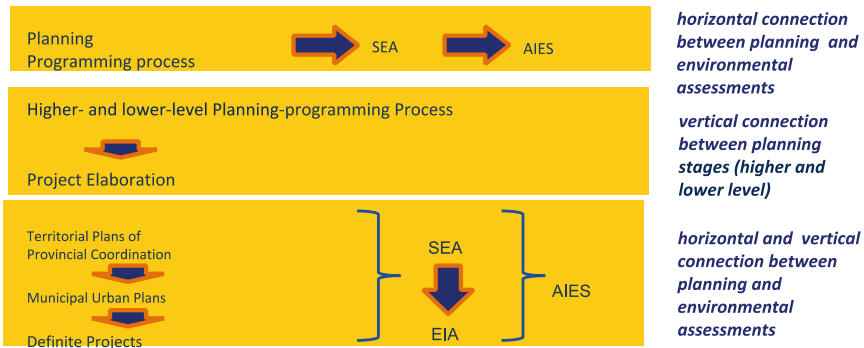 Planning
Programming process
SEA
AIES
horizontal connection
between planning and
environmental
assessments
Higher- and lower-level Planning-programming Process
Project Elaboration
vertical connection
between planning
stages (higher and
lower level)
Territorial Plans of
Provincial Coordination
Municipal Urban Plans
Definite Projects
SEA
EIA
AIES
horizontal and vertical
connection between
planning and
environmental
assessments